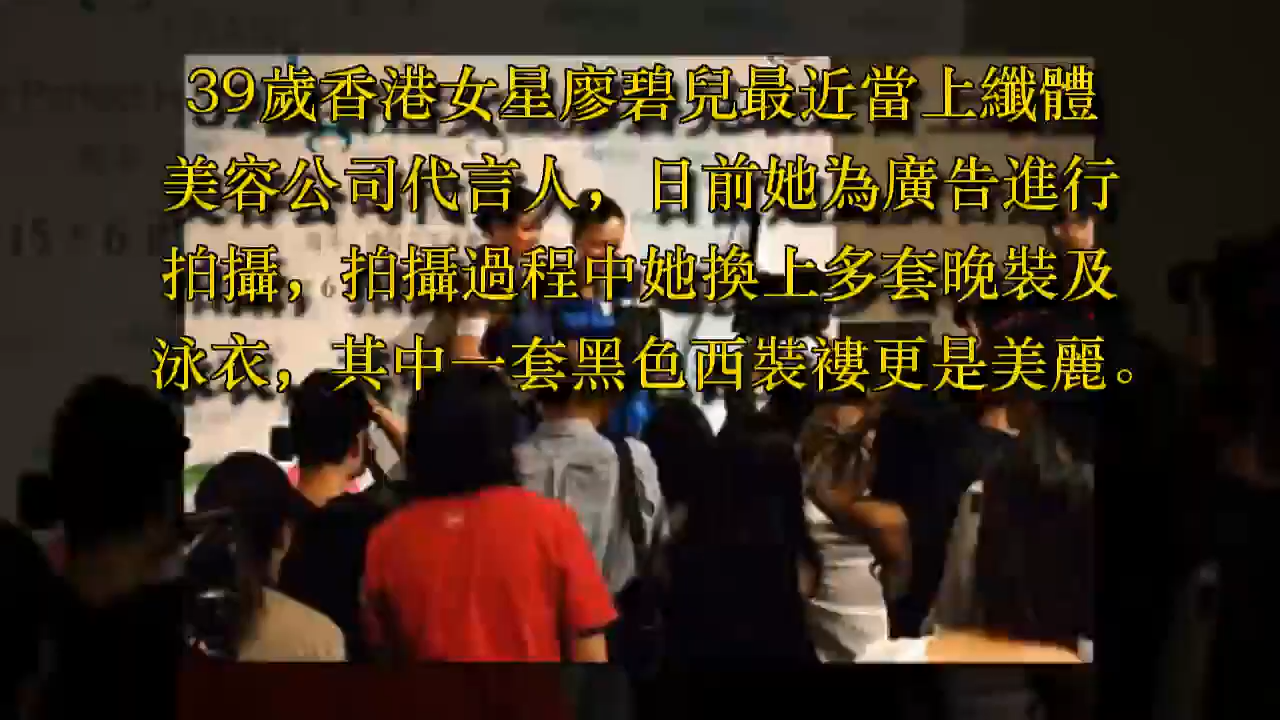 39歲香港女星廖碧兒最近當上纖體
美容公司代言人，日前她為廣告進行
拍攝，拍攝過程中她換上多套晚裝及
泳衣，其中一套黑色西裝褸更是美麗。